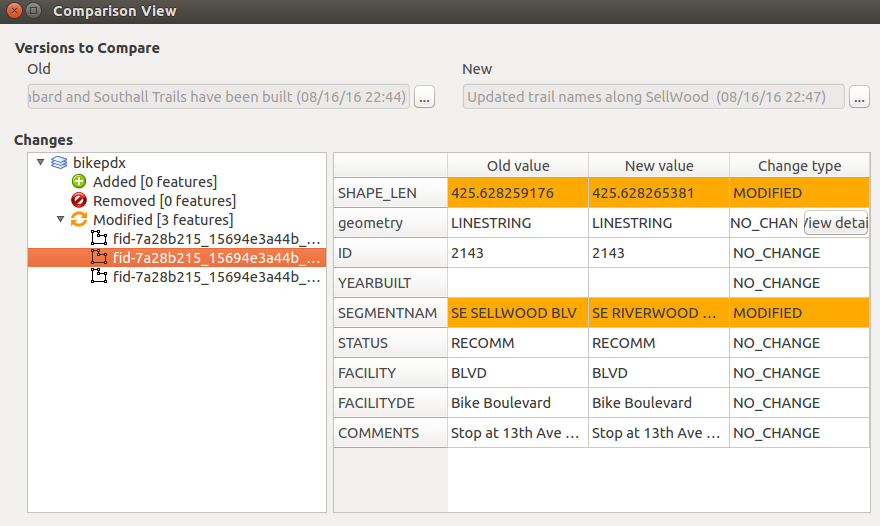 Comparison View
Versions to Compare
Old New
bard and Southall Trails have been built (08/16/16 22:44) ... Updated trail names along SellWood (08/16/16 22:47) ...
Changes
bikepdx
Added [0 features]
Removed [0 features]
Modified [3 features]
fid-7a28b215_15694e3a44b_...
fid-7a28b215_15694e3a44b_...
fid-7a28b215_15694e3a44b_...
Old value New value Change type
SHAPE_LEN 425.628259176 425.628265381 MODIFIED
geometry LINESTRING LINESTRING NO_CHAN View detai
ID 2143 2143 NO_CHANGE
YEARBUILT NO_CHANGE
SEGMENTNAM SE SELLWOOD BLV SE RIVERWOOD ... MODIFIED
STATUS RECOMM RECOMM NO_CHANGE
FACILITY BLVD BLVD NO_CHANGE
FACILITYDE Bike Boulevard Bike Boulevard NO_CHANGE
COMMENTS Stop at 13th Ave ... Stop at 13th Ave ... NO_CHANGE